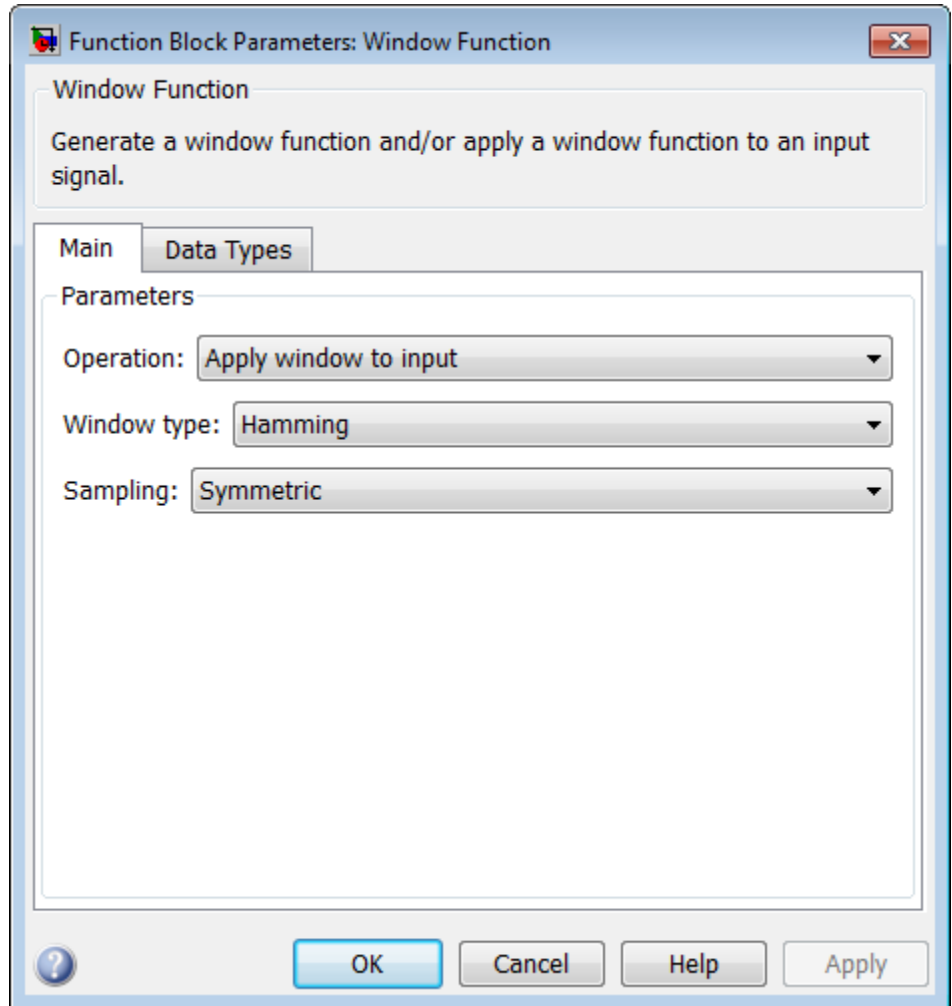 Function Block Parameters: Window Function
Window Function
Generate a window function and/or apply a window function to an input
signal.
Main
Data Types
Parameters
Operation: Apply window to input
Window type: Hamming
Sampling: Symmetric
? OK Cancel Help Apply